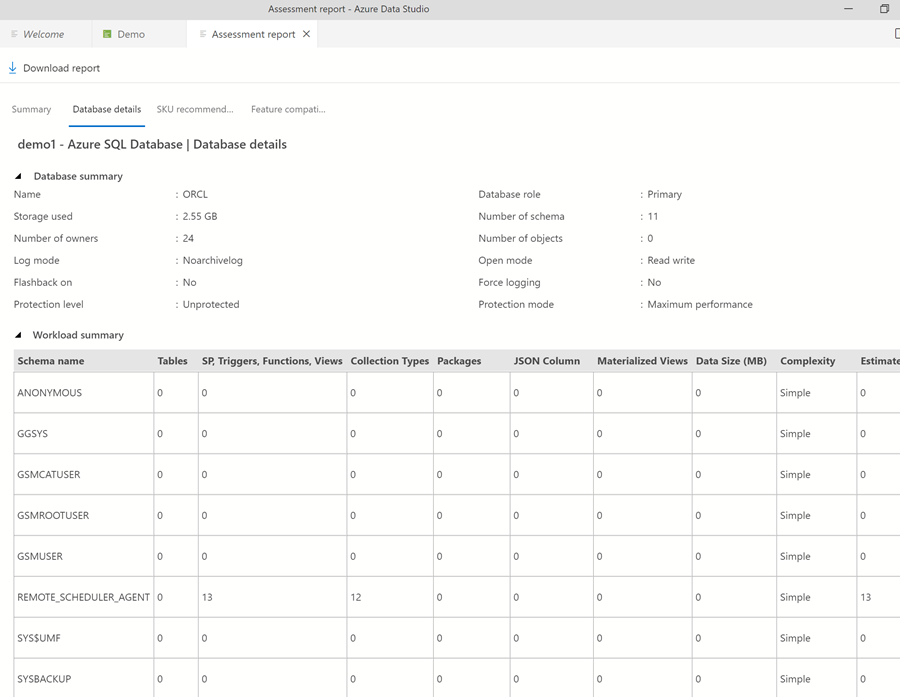 Assessment report - Azure Data Studio
Welcome Demo Assessment report
Download report
Summary Database details SKU recommend... Feature compati...
demo1 - Azure SQL Database | Database details
Database summary
Name : ORCL Database role : Primary
Storage used : 2.55 GB Number of schema : 11
Number of owners : 24 Number of objects : 0
Log mode : Noarchivelog Open mode : Read write
Flashback on : No Force logging : No
Protection level : Unprotected Protection mode : Maximum performance
Workload summary
Schema name Tables SP, Triggers, Functions, Views Collection Types Packages JSON Column Materialized Views Data Size (MB) Complexity Estimate
ANONYMOUS 0 0 0 0 0 0 0 Simple 0
GGSYS 0 0 0 0 0 0 0 Simple 0
GSMCATUSER 0 0 0 0 0 0 0 Simple 0
GSMROOTUSER 0 0 0 0 0 0 0 Simple 0
GSMUSER 0 0 0 0 0 0 0 Simple 0
REMOTE_SCHEDULER_AGENT 0 13 12 0 0 0 0 Simple 13
SYS$UMF 0 0 0 0 0 0 0 Simple 0
SYSBACKUP 0 0 0 0 0 0 0 Simple 0